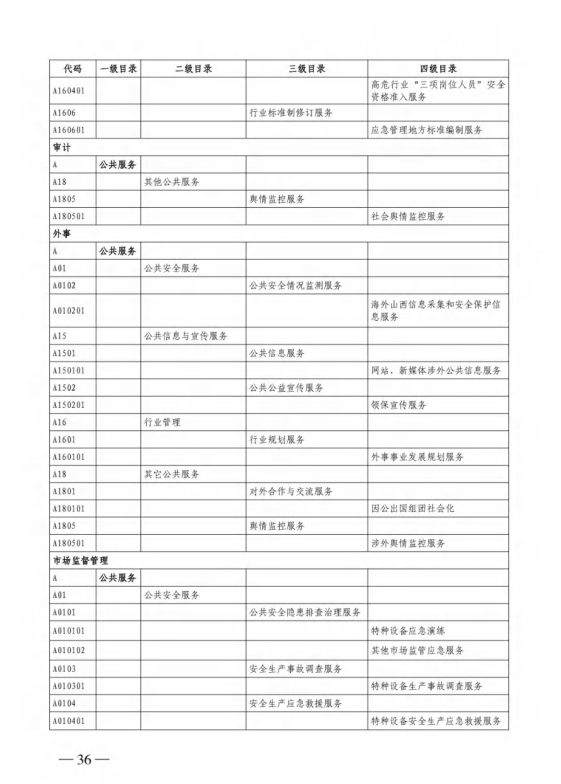 代码 一级目录 二级目录 三级目录 四级目录
A160401 高危行业“三项岗位人员”安全
资格准入服务
A1606 行业标准制修订服务
A160601 应急管理地方标准编制服务
审计
A 公共服务
A18 其他公共服务
A1805 舆情监控服务
A180501 社会舆情监控服务
外事
A 公共服务
A01 公共安全服务
A0102 公共安全情况监测服务
A010201 海外山西信息采集和安全保护信
息服务
A15 公共信息与宣传服务
A1501 公共信息服务
A150101 网站、新媒体涉外公共信息服务
A1502 公共公益宣传服务
A150201 领保宣传服务
A16 行业管理
A1601 行业规划服务
A160101 外事事业发展规划服务
A18 其它公共服务
A1801 对外合作与交流服务
A180101 因公出国组团社会化
A1805 舆情监控服务
A180501 涉外舆情监控服务
市场监督管理
A 公共服务
A01 公共安全服务
A0101 公共安全隐患排查治理服务
A010101 特种设备应急演练
A010102 其他市场监管应急服务
A0103 安全生产事故调查服务
A010301 特种设备生产事故调查服务
A0104 安全生产应急救援服务
A010401 特种设备安全生产应急救援服务
— 36 —